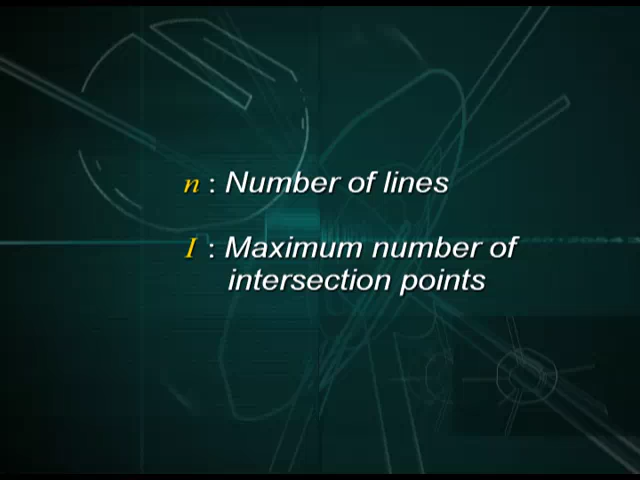 n : Number of lines
I : Maximum number of
intersection points